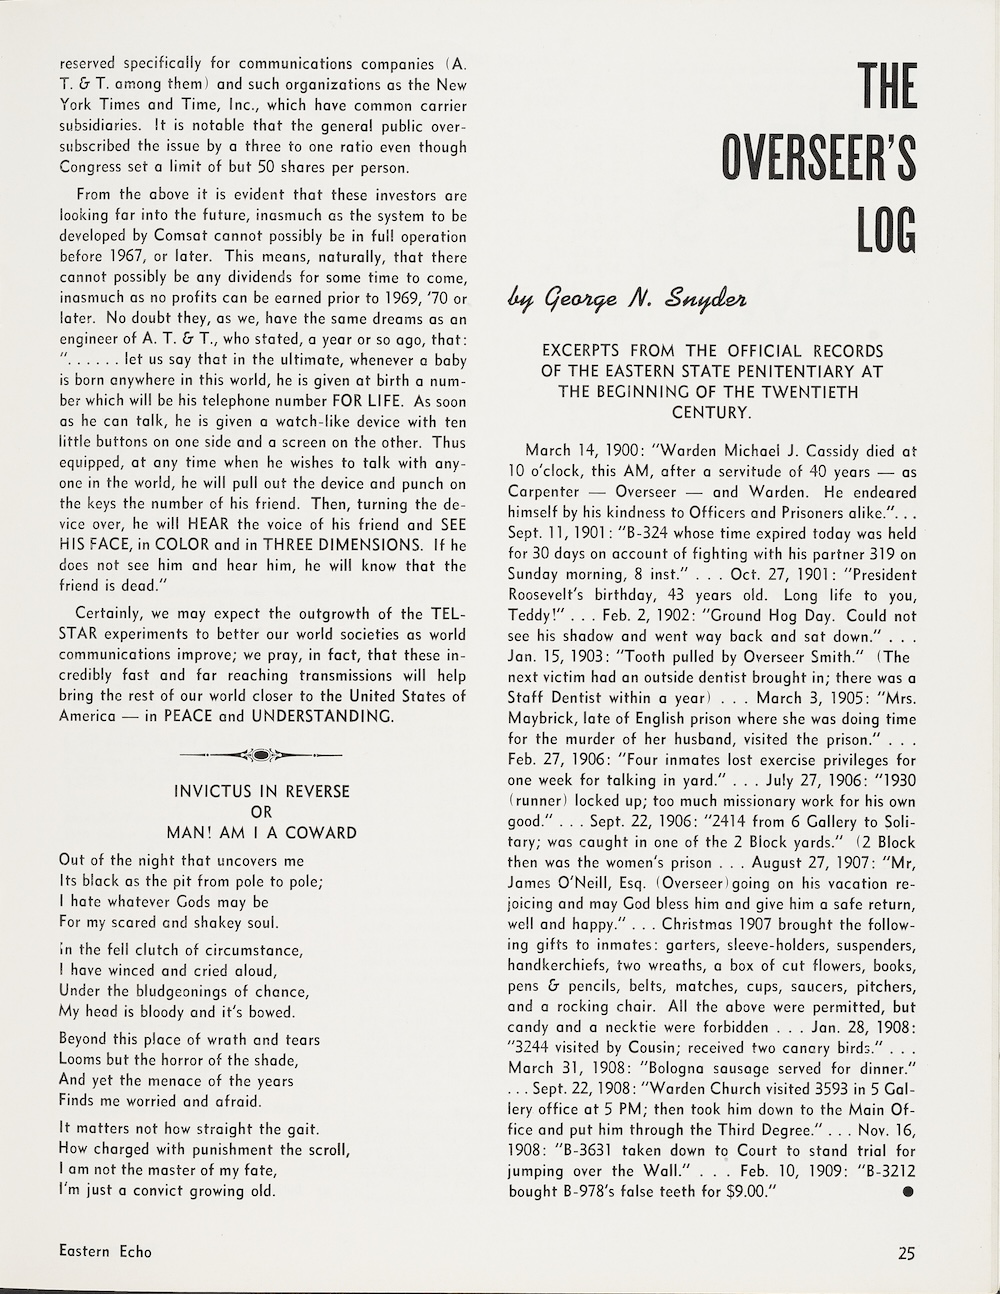 reserved specifically for communications companies (A.
T. & T. among them) and such organizations as the New
York Times and Time, Inc., which have common carrier
subsidiaries. It is notable that the general public over-
subscribed the issue by a three to one ratio even though
Congress set a limit of but 50 shares per person.
From the above it is evident that these investors are
looking far into the future, inasmuch as the system to be
developed by Comsat cannot possibly be in full operation
before 1967, or later. This means, naturally, that there
cannot possibly be any dividends for some time to come,
inasmuch as no profits can be earned prior to 1969, '70 or
later. No doubt they, as we, have the same dreams as an
engineer of A. T. & T., who stated, a year or so ago, that:
". . . . . . let us say that in the ultimate, whenever a baby
is born anywhere in this world, he is given at birth a num-
ber which will be his telephone number FOR LIFE. As soon
as he can talk, he is given a watch-like device with ten
little buttons on one side and a screen on the other. Thus
equipped, at any time when he wishes to talk with any-
one in the world, he will pull out the device and punch on
the keys the number of his friend. Then, turning the de-
vice over, he will HEAR the voice of his friend and SEE
HIS FACE, in COLOR and in THREE DIMENSIONS. If he
does not see him and hear him, he will know that the
friend is dead."
Certainly, we may expect the outgrowth of the TEL-
STAR experiments to better our world societies as world
communications improve; we pray, in fact, that these in-
credibly fast and far reaching transmissions will help
bring the rest of our world closer to the United States of
America — in PEACE and UNDERSTANDING.
INVICTUS IN REVERSE
OR
MAN! AM I A COWARD
Out of the night that uncovers me
Its black as the pit from pole to pole;
I hate whatever Gods may be
For my scared and shakey soul.
In the fell clutch of circumstance,
I have winced and cried aloud,
Under the bludgeonings of chance,
My head is bloody and it's bowed.
Beyond this place of wrath and tears
Looms but the horror of the shade,
And yet the menace of the years
Finds me worried and afraid.
It matters not how straight the gait.
How charged with punishment the scroll,
I am not the master of my fate,
I'm just a convict growing old.
THE
OVERSEER'S
LOG
by George N. Snyder
EXCERPTS FROM THE OFFICIAL RECORDS
OF THE EASTERN STATE PENITENTIARY AT
THE BEGINNING OF THE TWENTIETH
CENTURY.
March 14, 1900: "Warden Michael J. Cassidy died at
10 o'clock, this AM, after a servitude of 40 years — as
Carpenter — Overseer — and Warden. He endeared
himself by his kindness to Officers and Prisoners alike.". . .
Sept. 11, 1901: "B-324 whose time expired today was held
for 30 days on account of fighting with his partner 319 on
Sunday morning, 8 inst." . . . Oct. 27, 1901: "President
Roosevelt's birthday, 43 years old. Long life to you,
Teddy!" . . . Feb. 2, 1902: "Ground Hog Day. Could not
see his shadow and went way back and sat down." . . .
Jan. 15, 1903: "Tooth pulled by Overseer Smith." (The
next victim had an outside dentist brought in; there was a
Staff Dentist within a year) . . . March 3, 1905: "Mrs.
Maybrick, late of English prison where she was doing time
for the murder of her husband, visited the prison." . . .
Feb. 27, 1906: "Four inmates lost exercise privileges for
one week for talking in yard." . . . July 27, 1906: "1930
(runner) locked up; too much missionary work for his own
good." . . . Sept. 22, 1906: "2414 from 6 Gallery to Soli-
tary; was caught in one of the 2 Block yards." (2 Block
then was the women's prison . . . August 27, 1907: "Mr,
James O'Neill, Esq. (Overseer)going on his vacation re-
joicing and may God bless him and give him a safe return,
well and happy." . . . Christmas 1907 brought the follow-
ing gifts to inmates: garters, sleeve-holders, suspenders,
handkerchiefs, two wreaths, a box of cut flowers, books,
pens & pencils, belts, matches, cups, saucers, pitchers,
and a rocking chair. All the above were permitted, but
candy and a necktie were forbidden . . . Jan. 28, 1908:
"3244 visited by Cousin; received two canary birds." . . .
March 31, 1908: "Bologna sausage served for dinner."
. . . Sept. 22, 1908: "Warden Church visited 3593 in 5 Gal-
lery office at 5 PM; then took him down to the Main Of-
fice and put him through the Third Degree." . . . Nov. 16,
1908: "B-3631 taken down to Court to stand trial for
jumping over the Wall." . . . Feb. 10, 1909: "B-3212
bought B-978's false teeth for $9.00." ●
Eastern Echo
25